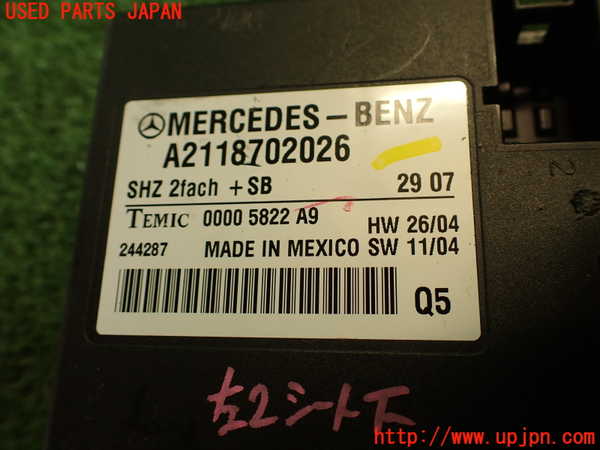 USED PARTS JAPAN
MERCEDES-BENZ
A2118702026
SHZ 2fach + SB 29 07
TEMIC 0000 5822 A9 HW 26/04
244287 MADE IN MEXICO SW 11/04
Q5
左2シート下
2
http://www.upjpn.com/